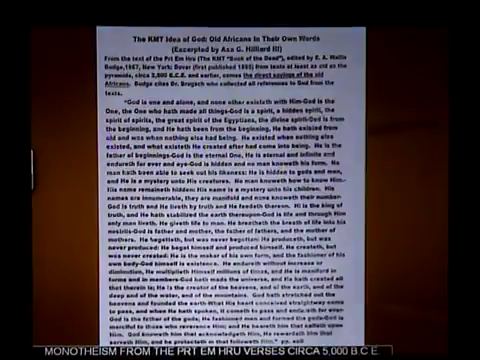 The KMT Idea of God: Old Africans In Their Own Words
(Excerpted by Asa G. Hilliard III)
From the text of the Prt Em Hru (The KMT "Book of the Dead"), edited by E. A. Wallis
Budge, 1967, New York: Dover (first published 1895) from texts at least as old as the
pyramids, circa 2,600 B.C.E. and earlier, comes the direct sayings of the old
Africans. Budge cites Dr. Brugsch who collected all references to God from the
texts.
"God is one and alone, and none other existeth with Him-God is the
One, the One who hath made all things-God is a spirit, a hidden spirit, the
spirit of spirits, the great spirit of the Egyptians, the divine spirit-God is from
the beginning, and He hath been from the beginning, He hath existed from
old and was when nothing else had being. He existed when nothing else
existed, and what existeth He created after had come into being. He is the
father of beginnings-God is the eternal One, He is eternal and infinite and
endureth for ever and aye-God is hidden and no man knoweth his form. No
man hath been able to seek out his likeness: He is hidden to gods and men,
and He is a mystery unto His creatures. No man knoweth how to know Him-
His name remaineth hidden: His name is a mystery unto his children. His
names are innumerable, they are manifold and none knoweth their number-
God is truth and He liveth by truth and He feedeth thereon. Hi is the king of
truth, and He hath stablized the earth thereupon-God is life and through Him
only man liveth. He giveth life to man. He breatheth the breath of life into his
nostrils-God is father and mother, the father of fathers, and the mother of
mothers. He begetteth, but was never begotten: He produceth, but was
never produced: He begat himself and produced himself. He createth, but
was never created: He is the maker of his own form, and the fashioner of his
own body-God himself is existence. He endureth without increase or
diminution, He multiplieth Himself millions of times, and He is manifold in
forms and in members-God hath made the universe, and He hath created all
that therein is; He is the creator of the heavens, and of the earth, and of the
deep and of the water, and of the mountains. God hath stretched out the
heavens and founded the earth-What his heart conceived straightway came
to pass, and when He hath spoken, it came to pass and endureth for ever-
God is the father of the gods; He fashioned men and formed the gods-God is
merciful to those who reverence Him; and He heareth him that calleth upon
Him. God knoweth him that acknowledgeth Him, He rewardeth him that
serveth Him, and he protecteth him that followeth Him."
MONOTHEISM FROM THE PRT EM HRU VERSES CIRCA 5,000 B C E